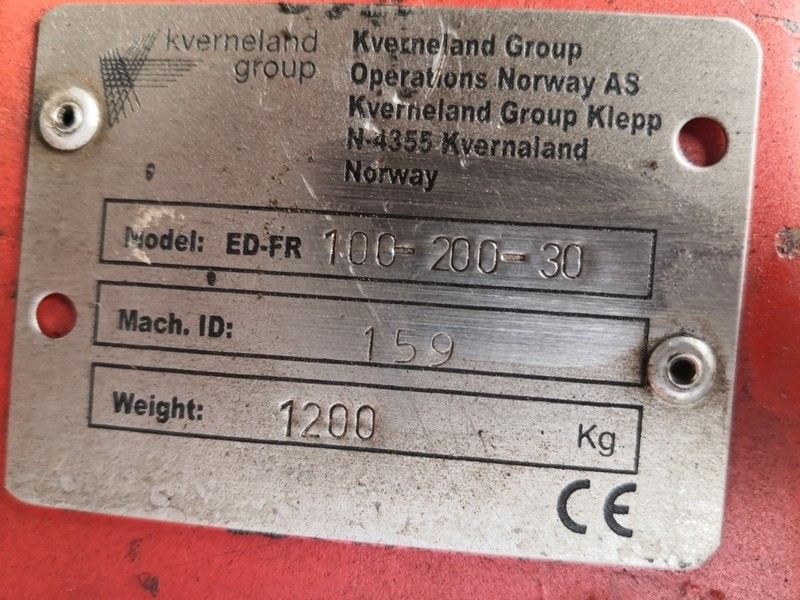 kverneland
group
Kverneland Group
Operations Norway AS
Kverneland Group Klepp
N-4355 Kvernaland
Norway
Model: ED-FR 100-200-30
Mach. ID: 159
Weight: 1200 Kg
CE